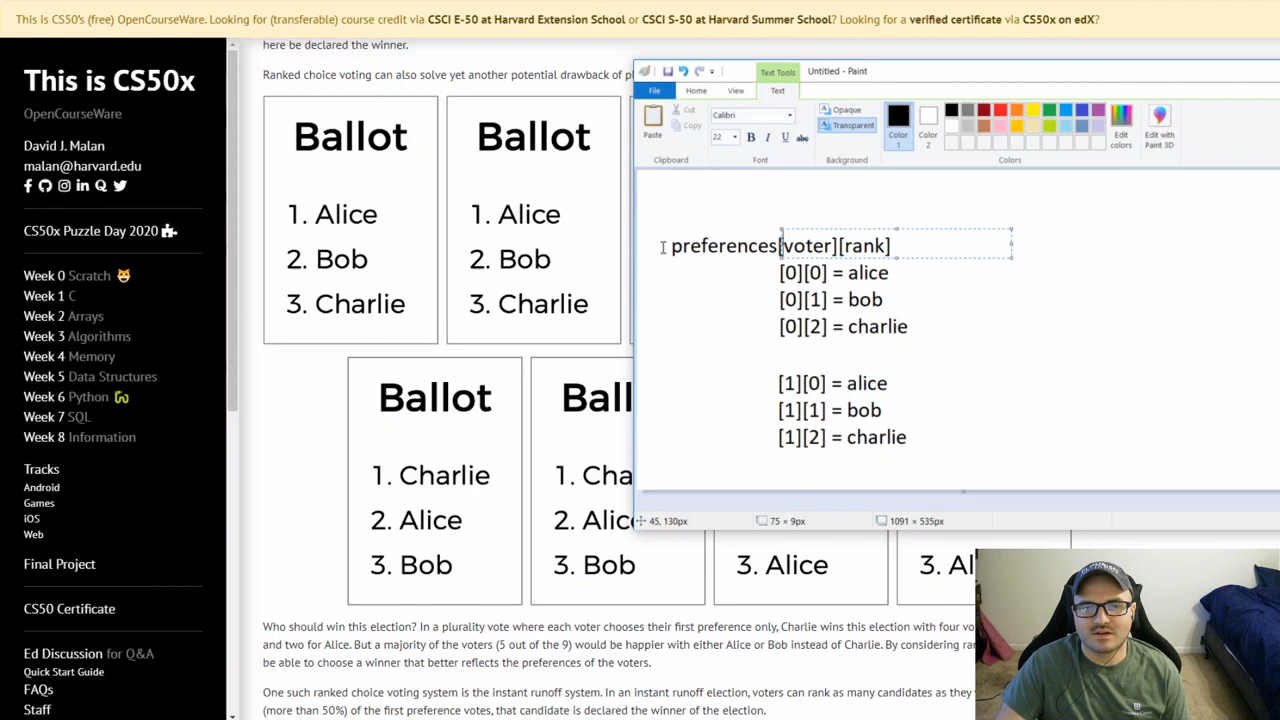 This is CS50's (free) OpenCourseWare. Looking for (transferable) course credit via CSCI E-50 at Harvard Extension School or CSCI S-50 at Harvard Summer School? Looking for a verified certificate via CS50x on edX?
This is CS50x
OpenCourseWare
David J. Malan
malan@harvard.edu
CS50x Puzzle Day 2020
Week 0 Scratch
Week 1 C
Week 2 Arrays
Week 3 Algorithms
Week 4 Memory
Week 5 Data Structures
Week 6 Python
Week 7 SQL
Week 8 Information
Tracks
Android
Games
iOS
Web
Final Project
CS50 Certificate
Ed Discussion for Q&A
Quick Start Guide
FAQs
Staff
here be declared the winner.
Ranked choice voting can also solve yet another potential drawback of
Ballot
1. Alice
2. Bob
3. Charlie
Ballot
1. Alice
2. Bob
3. Charlie
Ballot
1. Charlie
2. Alice
3. Bob
Ball
1. Cha
2. Alic
3. Bob
3. Alice
3. Al
Who should win this election? In a plurality vote where each voter chooses their first preference only, Charlie wins this election with four vo
and two for Alice. But a majority of the voters (5 out of the 9) would be happier with either Alice or Bob instead of Charlie. By considering ran
be able to choose a winner that better reflects the preferences of the voters.
One such ranked choice voting system is the instant runoff system. In an instant runoff election, voters can rank as many candidates as they
(more than 50%) of the first preference votes, that candidate is declared the winner of the election.
Text Tools
Untitled - Paint
File
Home
View
Text
Paste
Cut
Copy
Clipboard
Calibri
22
B
I
U
abc
Font
Opaque
Transparent
Background
Color
1
Color
2
Edit
colors
Edit with
Paint 3D
Colors
preferences[voter][rank]
[0][0] = alice
[0][1] = bob
[0][2] = charlie
[1][0] = alice
[1][1] = bob
[1][2] = charlie
45, 130px
75 × 9px
1091 × 535px